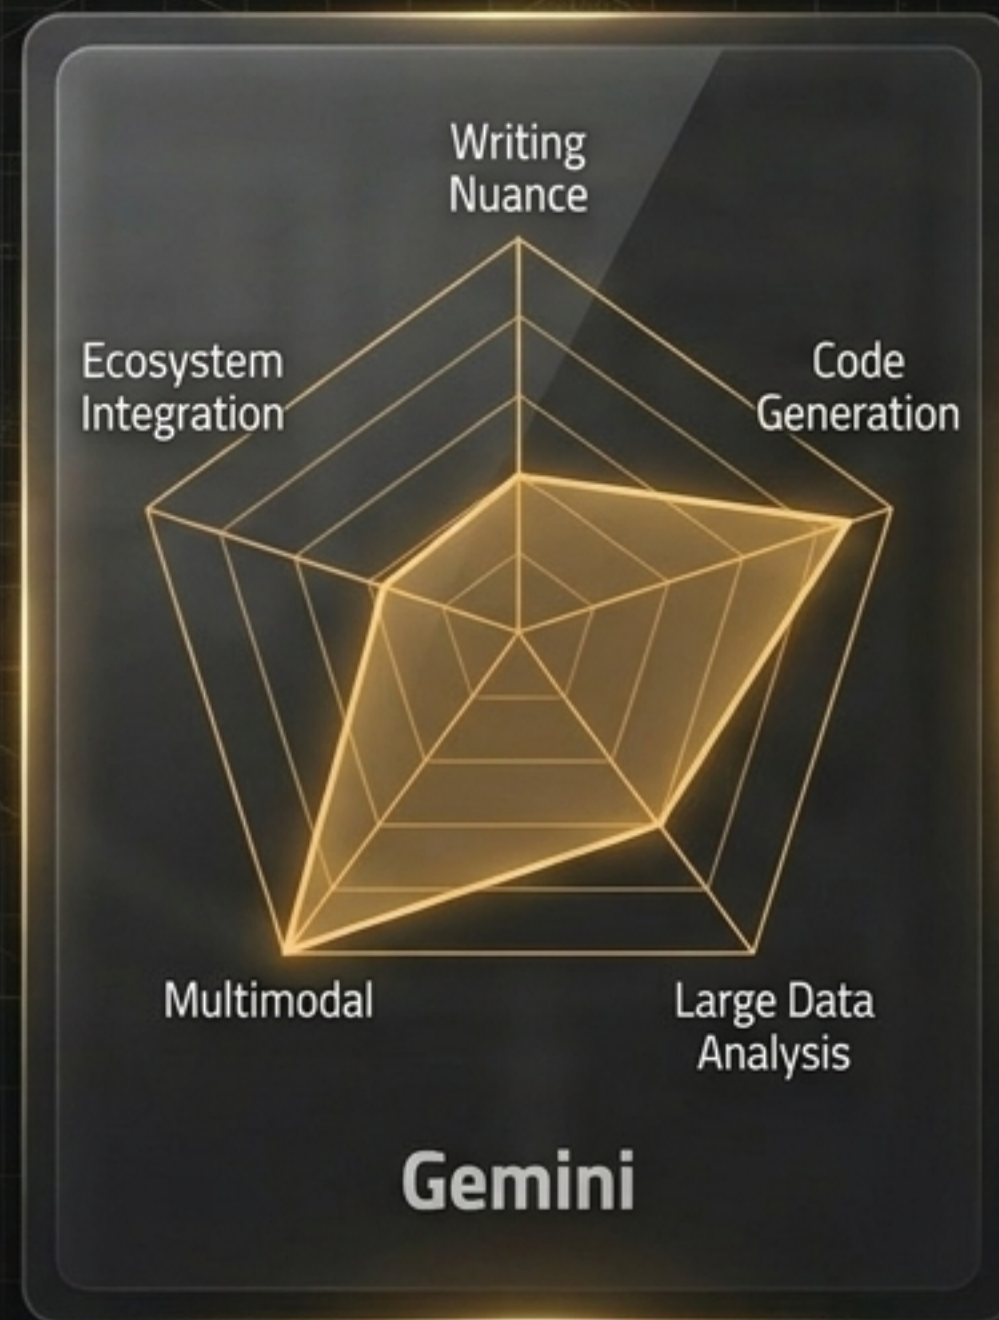 Writing
Nuance
Ecosystem
Integration
Code
Generation
Multimodal
Large Data
Analysis
Gemini